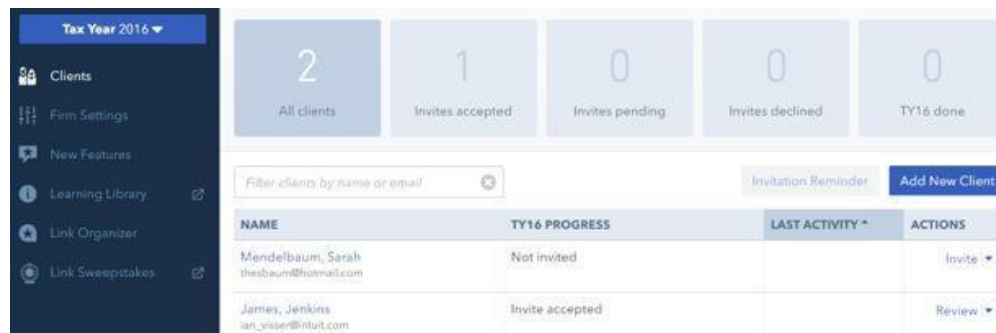 Tax Year 2016
Clients
Firm Settings
New Features
Learning Library
Link Organizer
Link Sweepstakes
2 1 0 0 0
All clients Invites accepted Invites pending Invites declined TY16 done
Filter clients by name or email Invitation Reminder Add New Client
NAME TY16 PROGRESS LAST ACTIVITY ACTIONS
Mendelbaum, Sarah Not invited Invite
thesbaum@hotmail.com
James, Jenkins Invite accepted Review
ian_visser@intuit.com